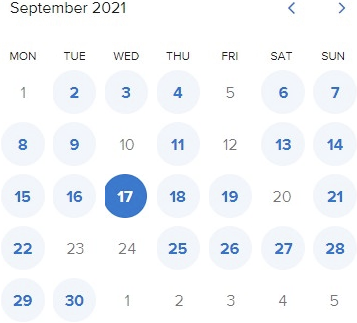 September 2021
MON TUE WED THU FRI SAT SUN
1 2 3 4 5 6 7
8 9 10 11 12 13 14
15 16 17 18 19 20 21
22 23 24 25 26 27 28
29 30 1 2 3 4 5